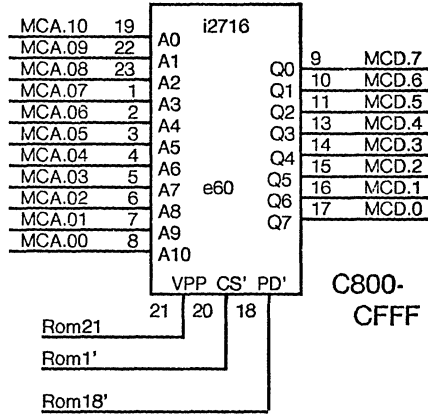 i2716
MCA.10 19 A0
MCA.09 22 A1
MCA.08 23 A2
MCA.07 1 A3
MCA.06 2 A4
MCA.05 3 A5
MCA.04 4 A6
MCA.03 5 A7
MCA.02 6 A8
MCA.01 7 A9
MCA.00 8 A10
Q0 9 MCD.7
Q1 10 MCD.6
Q2 11 MCD.5
Q3 13 MCD.4
Q4 14 MCD.3
Q5 15 MCD.2
Q6 16 MCD.1
Q7 17 MCD.0
e60
VPP CS' PD'
21 20 18
C800-
CFFF
Rom21
Rom1'
Rom18'